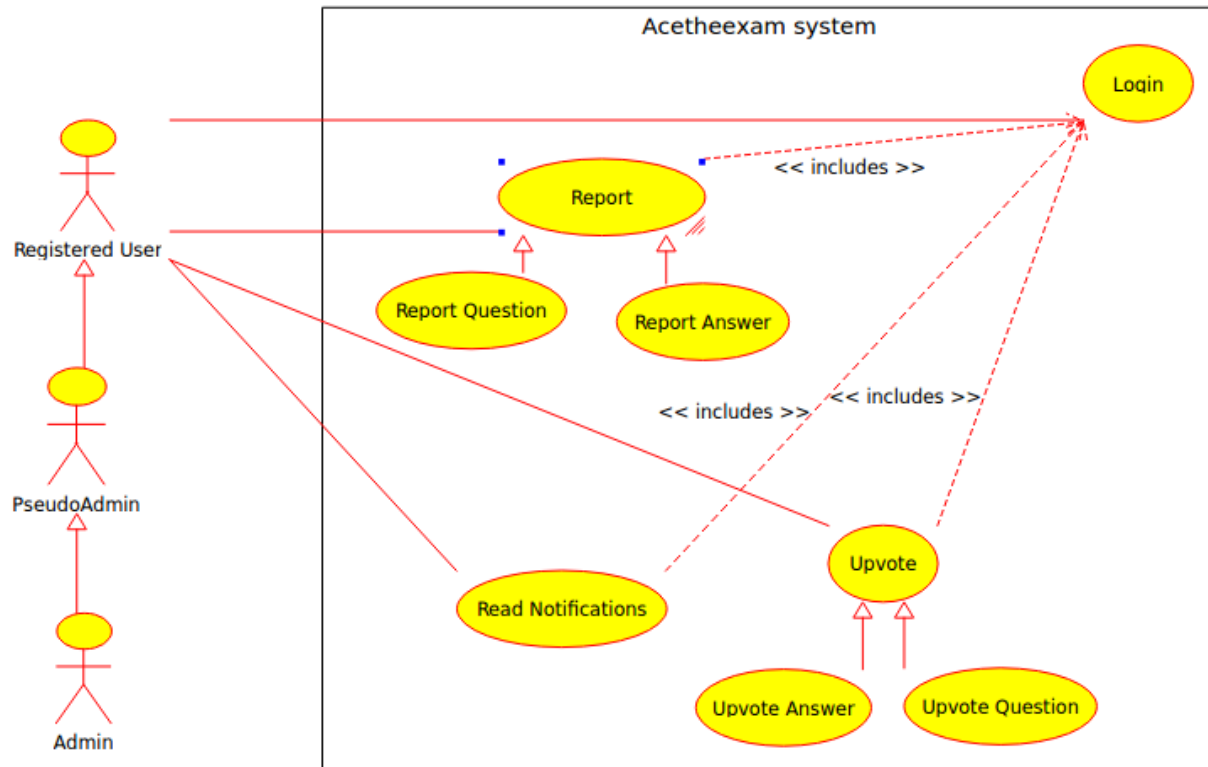 Acetheexam system
Login
<< includes >>
Report
Registered User
Report Question
Report Answer
<< includes >>
<< includes >>
PseudoAdmin
Upvote
Read Notifications
Upvote Answer
Upvote Question
Admin